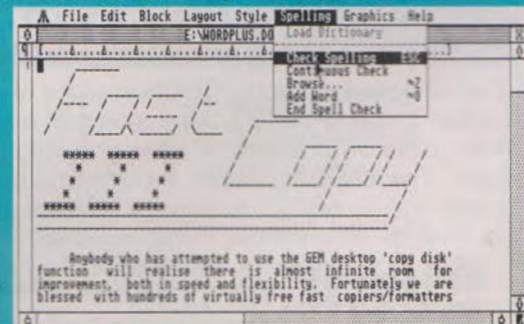 File Edit Block Layout Style Spelling Graphics Help
E:\WORDPLUS.DO
Load Dictionary
Check Spelling ESC
Continuous Check
Browse...
Add Word
End Spell Check
Fast
Copy
III
Anybody who has attempted to use the GEM desktop 'copy disk'
function will realise there is almost infinite room for
improvement, both in speed and flexibility. Fortunately we are
blessed with hundreds of virtually free fast copiers/formatters